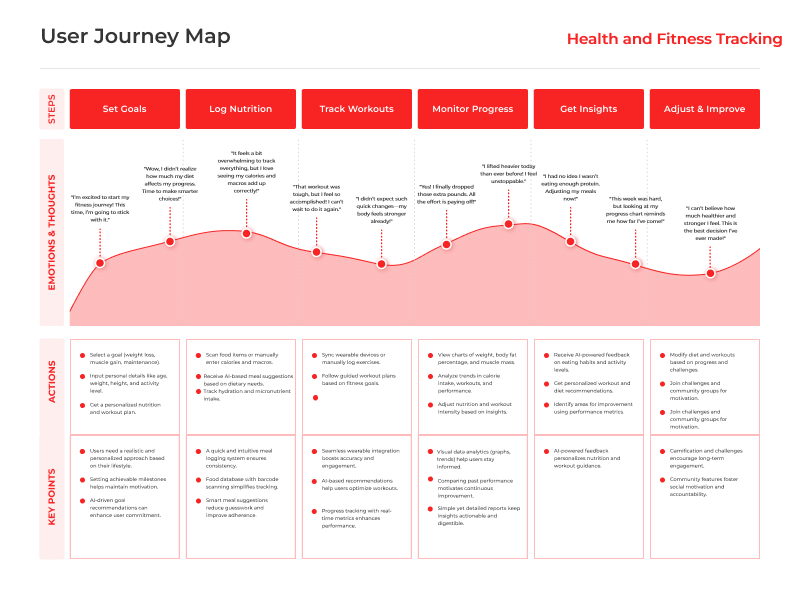 User Journey Map
Health and Fitness Tracking
STEPS
Set Goals
Log Nutrition
Track Workouts
Monitor Progress
Get Insights
Adjust & Improve
EMOTIONS & THOUGHTS
"I'm excited to start my
fitness journey! This
time, I'm going to stick
with it."
"Wow, I didn't realize
how much my diet
affects my progress.
Time to make smarter
choices!"
"It feels a bit
overwhelming to track
everything, but I love
seeing my calories and
macros add up
correctly!"
"That workout was
tough, but I feel so
accomplished! I can't
wait to do it again."
"I didn't expect such
quick changes—my
body feels stronger
already!"
"Yes! I finally dropped
those extra pounds. All
the effort is paying off!"
"I lifted heavier today
than ever before! I feel
unstoppable."
"I had no idea I wasn't
eating enough protein.
Adjusting my meals
now!"
"This week was hard,
but looking at my
progress chart reminds
me how far I've come!"
"I can't believe how
much healthier and
stronger I feel. This is
the best decision I've
ever made!"
ACTIONS
Select a goal (weight loss,
muscle gain, maintenance).
Input personal details like age,
weight, height, and activity
level.
Get a personalized nutrition
and workout plan.
Scan food items or manually
enter calories and macros.
Receive AI-based meal suggestions
based on dietary needs.
Track hydration and micronutrient
intake.
Sync wearable devices or
manually log exercises.
Follow guided workout plans
based on fitness goals.
View charts of weight, body fat
percentage, and muscle mass.
Analyze trends in calorie
intake, workouts, and
performance.
Adjust nutrition and workout
intensity based on insights.
Receive AI-powered feedback
on eating habits and activity
levels.
Get personalized workout and
diet recommendations.
Identify areas for improvement
using performance metrics.
Modify diet and workouts
based on progress and
challenges.
Join challenges and
community groups for
motivation.
Join challenges and
community groups for
motivation.
KEY POINTS
Users need a realistic and
personalized approach based
on their lifestyle.
Setting achievable milestones
helps maintain motivation.
AI-driven goal
recommendations can
enhance user commitment.
A quick and intuitive meal
logging system ensures
consistency.
Food database with barcode
scanning simplifies tracking.
Smart meal suggestions
reduce guesswork and
improve adherence
Seamless wearable integration
boosts accuracy and
engagement.
AI-based recommendations
help users optimize workouts.
Progress tracking with real-
time metrics enhances
performance.
Visual data analytics (graphs,
trends) help users stay
informed.
Comparing past performance
motivates continuous
improvement.
Simple yet detailed reports keep
insights actionable and
digestible.
AI-powered feedback
personalizes nutrition and
workout guidance.
Gamification and challenges
encourage long-term
engagement.
Community features foster
social motivation and
accountability.